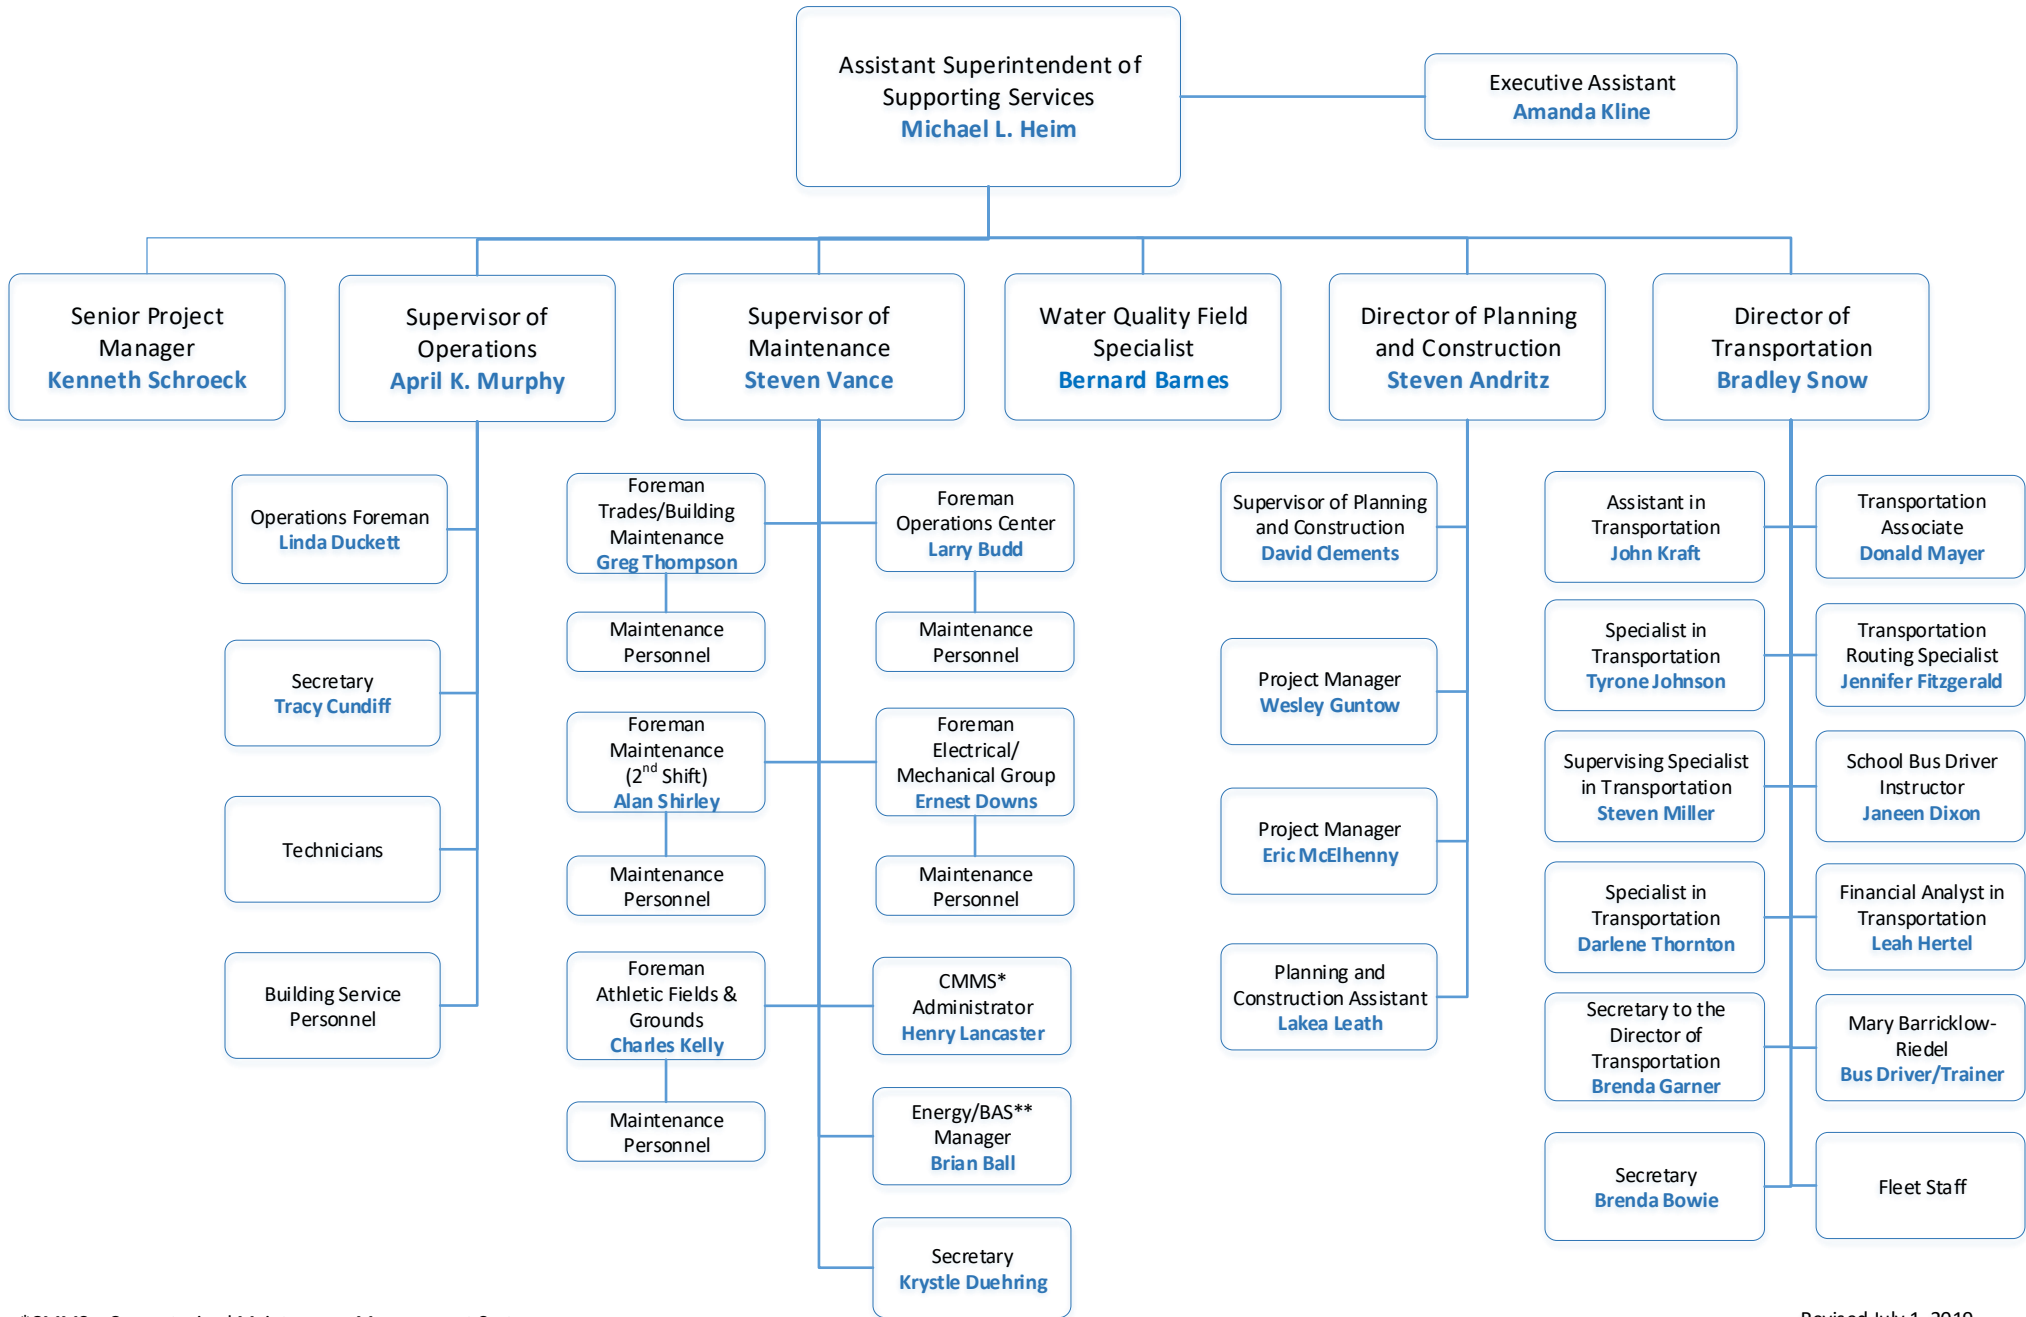 Assistant Superintendent of
Supporting Services
Michael L. Heim
Executive Assistant
Amanda Kline
Senior Project
Manager
Kenneth Schroeck
Supervisor of
Operations
April K. Murphy
Supervisor of
Maintenance
Steven Vance
Water Quality Field
Specialist
Bernard Barnes
Director of Planning
and Construction
Steven Andritz
Director of
Transportation
Bradley Snow
Operations Foreman
Linda Duckett
Secretary
Tracy Cundiff
Technicians
Building Service
Personnel
Foreman
Trades/Building
Maintenance
Greg Thompson
Maintenance
Personnel
Foreman
Maintenance
(2nd Shift)
Alan Shirley
Maintenance
Personnel
Foreman
Athletic Fields &
Grounds
Charles Kelly
Maintenance
Personnel
Foreman
Operations Center
Larry Budd
Maintenance
Personnel
Foreman
Electrical/
Mechanical Group
Ernest Downs
Maintenance
Personnel
CMMS*
Administrator
Henry Lancaster
Energy/BAS**
Manager
Brian Ball
Secretary
Krystle Duehring
Supervisor of Planning
and Construction
David Clements
Project Manager
Wesley Guntow
Project Manager
Eric McElhenny
Planning and
Construction Assistant
Lakea Leath
Assistant in
Transportation
John Kraft
Specialist in
Transportation
Tyrone Johnson
Supervising Specialist
in Transportation
Steven Miller
Specialist in
Transportation
Darlene Thornton
Secretary to the
Director of
Transportation
Brenda Garner
Secretary
Brenda Bowie
Transportation
Associate
Donald Mayer
Transportation
Routing Specialist
Jennifer Fitzgerald
School Bus Driver
Instructor
Janeen Dixon
Financial Analyst in
Transportation
Leah Hertel
Mary Barricklow-
Riedel
Bus Driver/Trainer
Fleet Staff
Revised July 1, 2019